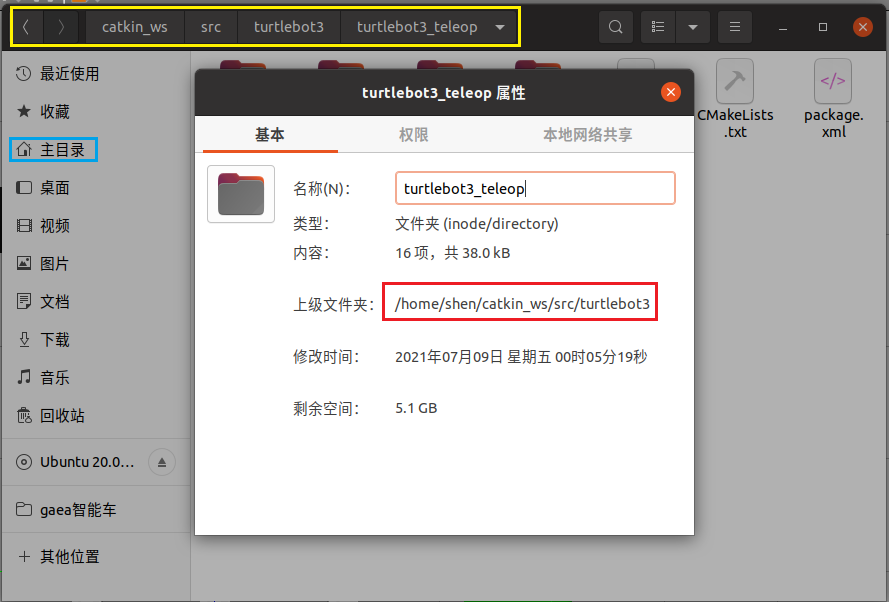 catkin_ws src turtlebot3 turtlebot3_teleop
最近使用
收藏
主目录
桌面
视频
图片
文档
下载
音乐
回收站
Ubuntu 20.0...
gaea智能车
其他位置
CMakeLists
.txt
package.
xml
</>
turtlebot3_teleop 属性
基本 权限 本地网络共享
名称(N)： turtlebot3_teleop
类型： 文件夹 (inode/directory)
内容： 16 项，共 38.0 kB
上级文件夹： /home/shen/catkin_ws/src/turtlebot3
修改时间： 2021年07月09日 星期五 00时05分19秒
剩余空间： 5.1 GB